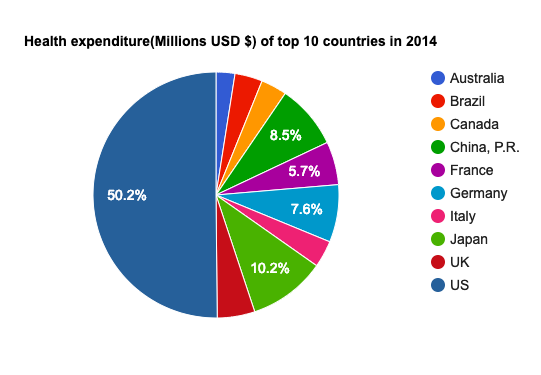 Health expenditure(Millions USD $) of top 10 countries in 2014
Australia
Brazil
Canada
China, P.R.
France
Germany
Italy
Japan
UK
US
8.5%
5.7%
7.6%
10.2%
50.2%